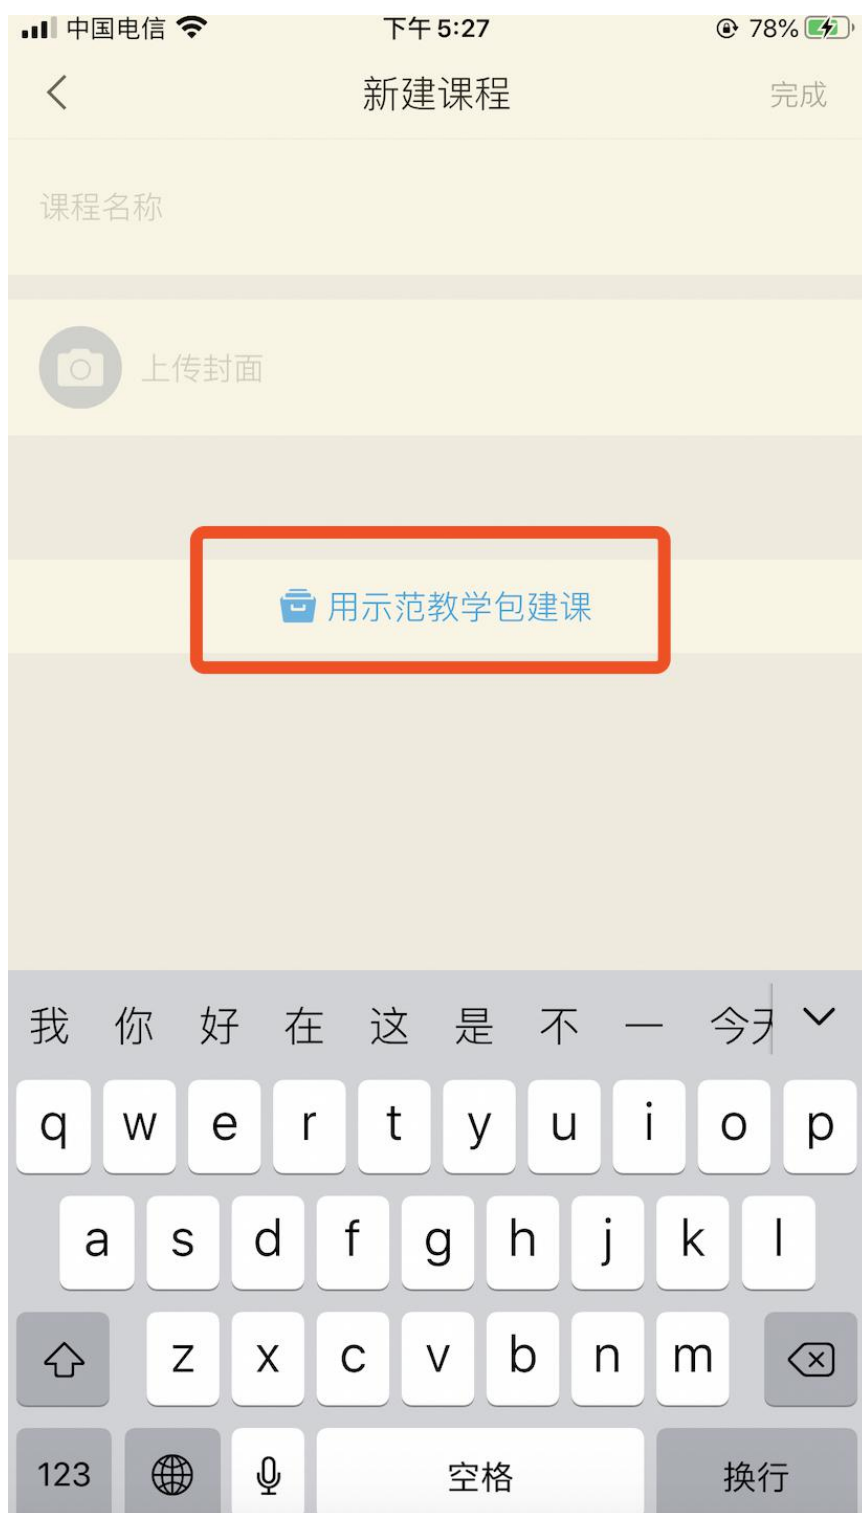 中国电信 下午5:27 78%
新建课程 完成
课程名称
上传封面
用示范教学包建课
我 你 好 在 这 是 不 一 今天
q w e r t y u i o p
a s d f g h j k l
z x c v b n m
123 空格 换行